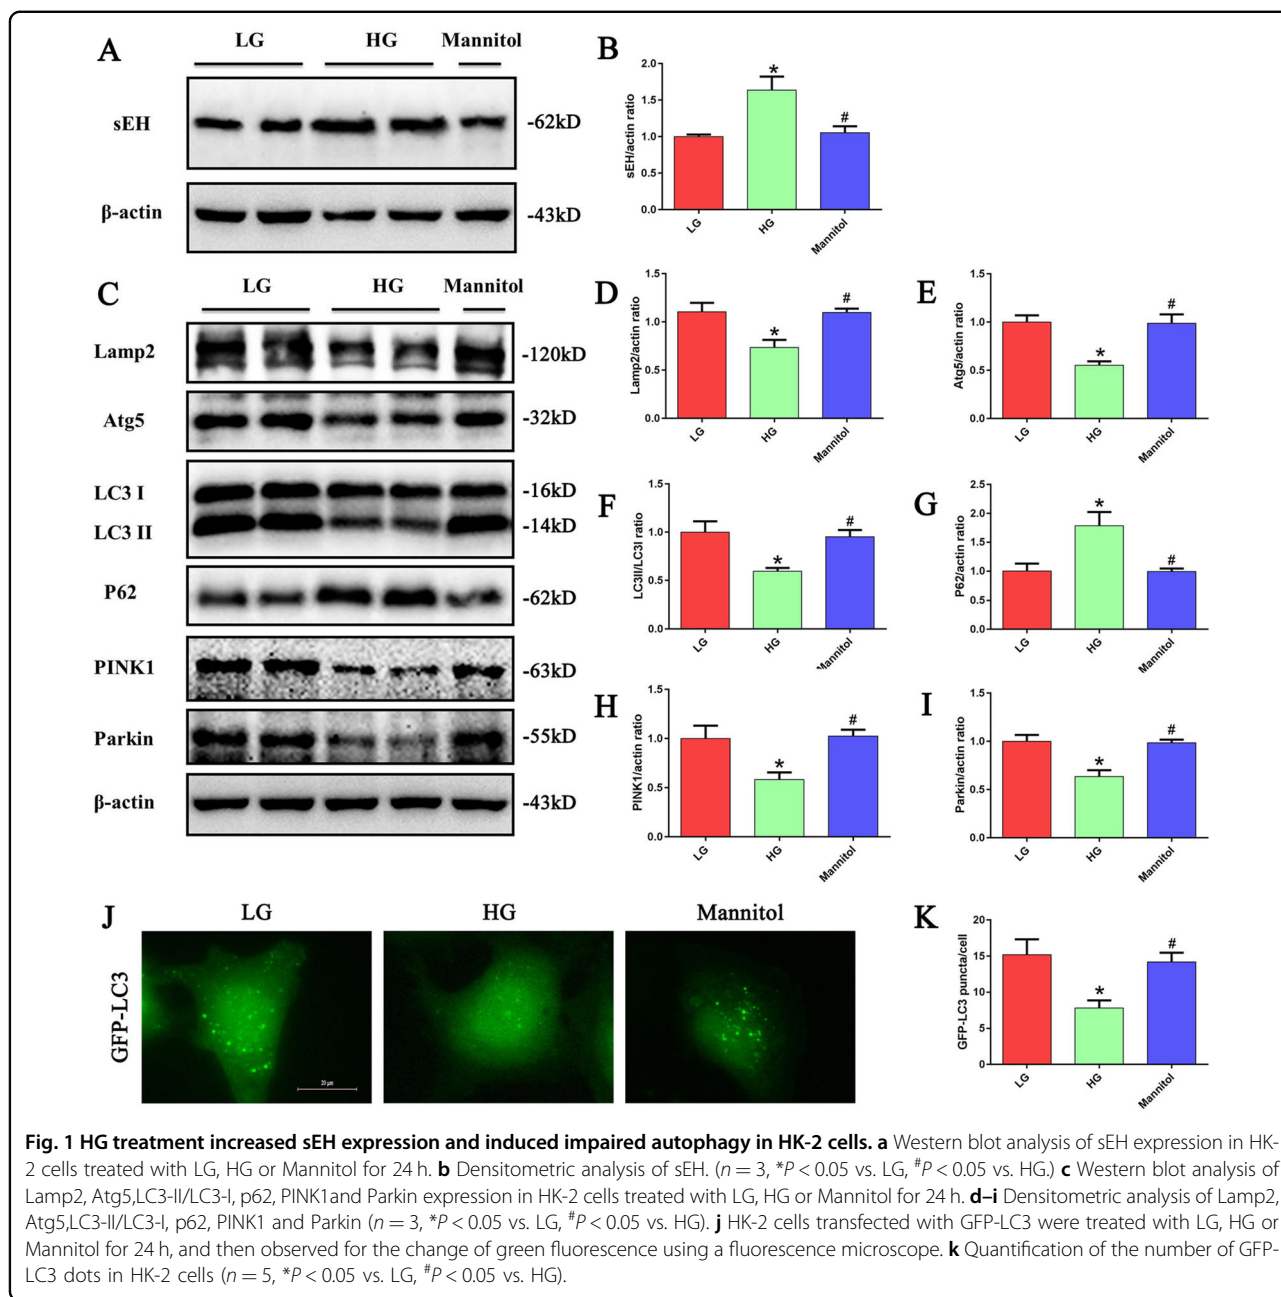 A LG HG Mannitol
sEH -62kD
β-actin -43kD
B
sEH/actin ratio
2.0
1.5
1.0
0.5
0.0
*
#
LG HG Mannitol
C LG HG Mannitol
Lamp2 -120kD
Atg5 -32kD
LC3 I -16kD
LC3 II -14kD
P62 -62kD
PINK1 -63kD
Parkin -55kD
β-actin -43kD
D
Lamp2/actin ratio
1.5
1.0
0.5
0.0
*
#
LG HG Mannitol
E
Atg5/actin ratio
1.5
1.0
0.5
0.0
*
#
LG HG Mannitol
F
LC3II/LC3I ratio
1.5
1.0
0.5
0.0
*
#
LG HG Mannitol
G
P62/actin ratio
2.5
2.0
1.5
1.0
0.5
0.0
*
#
LG HG Mannitol
H
PINK1/actin ratio
1.5
1.0
0.5
0.0
*
#
LG HG Mannitol
I
Parkin/actin ratio
1.5
1.0
0.5
0.0
*
#
LG HG Mannitol
J LG HG Mannitol
GFP-LC3
20 μm
K
GFP-LC3 puncta/cell
20
15
10
5
0
*
#
LG HG Mannitol
Fig. 1 HG treatment increased sEH expression and induced impaired autophagy in HK-2 cells. a Western blot analysis of sEH expression in HK-
2 cells treated with LG, HG or Mannitol for 24 h. b Densitometric analysis of sEH. (n = 3, *P < 0.05 vs. LG, #P < 0.05 vs. HG.) c Western blot analysis of
Lamp2, Atg5,LC3-II/LC3-I, p62, PINK1and Parkin expression in HK-2 cells treated with LG, HG or Mannitol for 24 h. d–i Densitometric analysis of Lamp2,
Atg5,LC3-II/LC3-I, p62, PINK1 and Parkin (n = 3, *P < 0.05 vs. LG, #P < 0.05 vs. HG). j HK-2 cells transfected with GFP-LC3 were treated with LG, HG or
Mannitol for 24 h, and then observed for the change of green fluorescence using a fluorescence microscope. k Quantification of the number of GFP-
LC3 dots in HK-2 cells (n = 5, *P < 0.05 vs. LG, #P < 0.05 vs. HG).